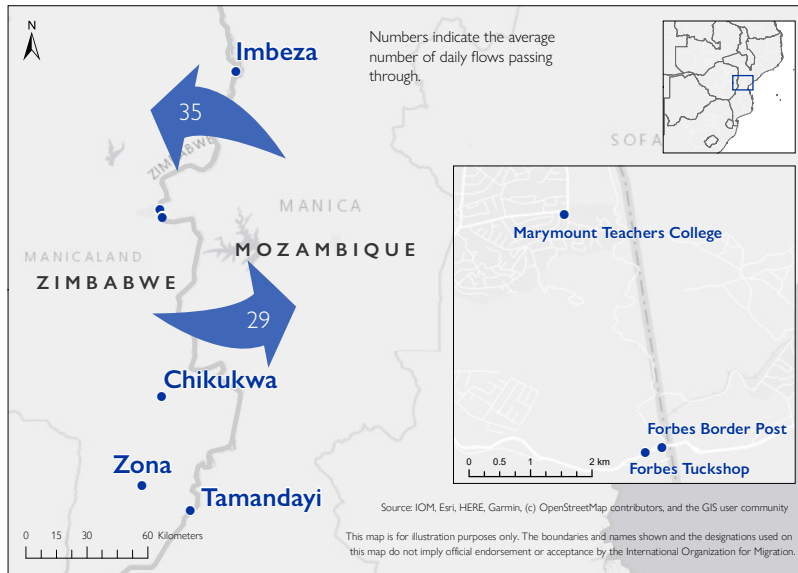 N
Imbeza
Numbers indicate the average
number of daily flows passing
through.
35
ZIMBABWE
SOFA
MANICA
MANICALAND
MOZAMBIQUE
ZIMBABWE
29
Chikukwa
Zona
Tamandayi
0 15 30 60 Kilometers
Marymount Teachers College
Forbes Border Post
Forbes Tuckshop
0 0.5 1 2 km
Source: IOM, Esri, HERE, Garmin, (c) OpenStreetMap contributors, and the GIS user community
This map is for illustration purposes only. The boundaries and names shown and the designations used on
this map do not imply official endorsement or acceptance by the International Organization for Migration.